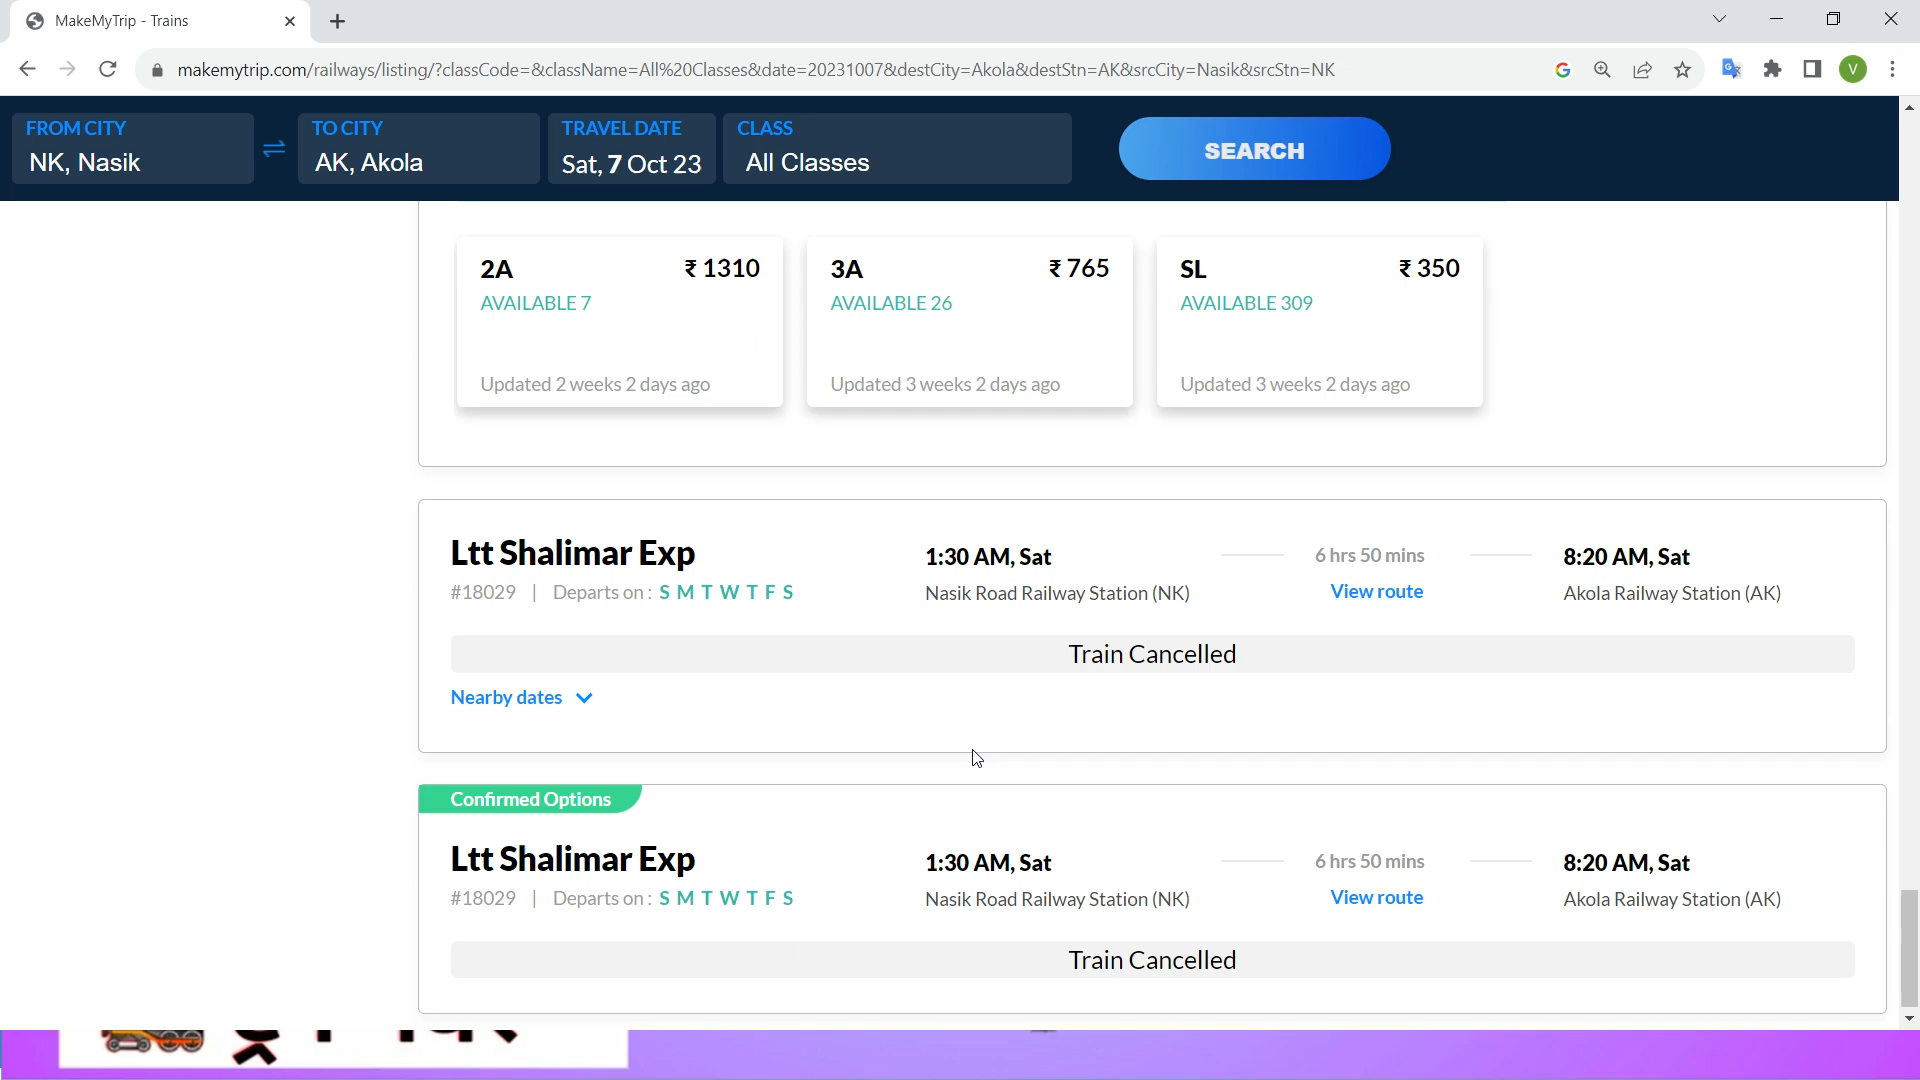 MakeMyTrip - Trains
makemytrip.com/railways/listing/?classCode=&className=All%20Classes&date=20231007&destCity=Akola&destStn=AK&srcCity=Nasik&srcStn=NK
V
FROM CITY
NK, Nasik
TO CITY
AK, Akola
TRAVEL DATE
Sat, 7 Oct 23
CLASS
All Classes
SEARCH
2A ₹ 1310
AVAILABLE 7
Updated 2 weeks 2 days ago
3A ₹ 765
AVAILABLE 26
Updated 3 weeks 2 days ago
SL ₹ 350
AVAILABLE 309
Updated 3 weeks 2 days ago
Ltt Shalimar Exp 1:30 AM, Sat 6 hrs 50 mins 8:20 AM, Sat
#18029 | Departs on : S M T W T F S Nasik Road Railway Station (NK) View route Akola Railway Station (AK)
Train Cancelled
Nearby dates
Confirmed Options
Ltt Shalimar Exp 1:30 AM, Sat 6 hrs 50 mins 8:20 AM, Sat
#18029 | Departs on : S M T W T F S Nasik Road Railway Station (NK) View route Akola Railway Station (AK)
Train Cancelled